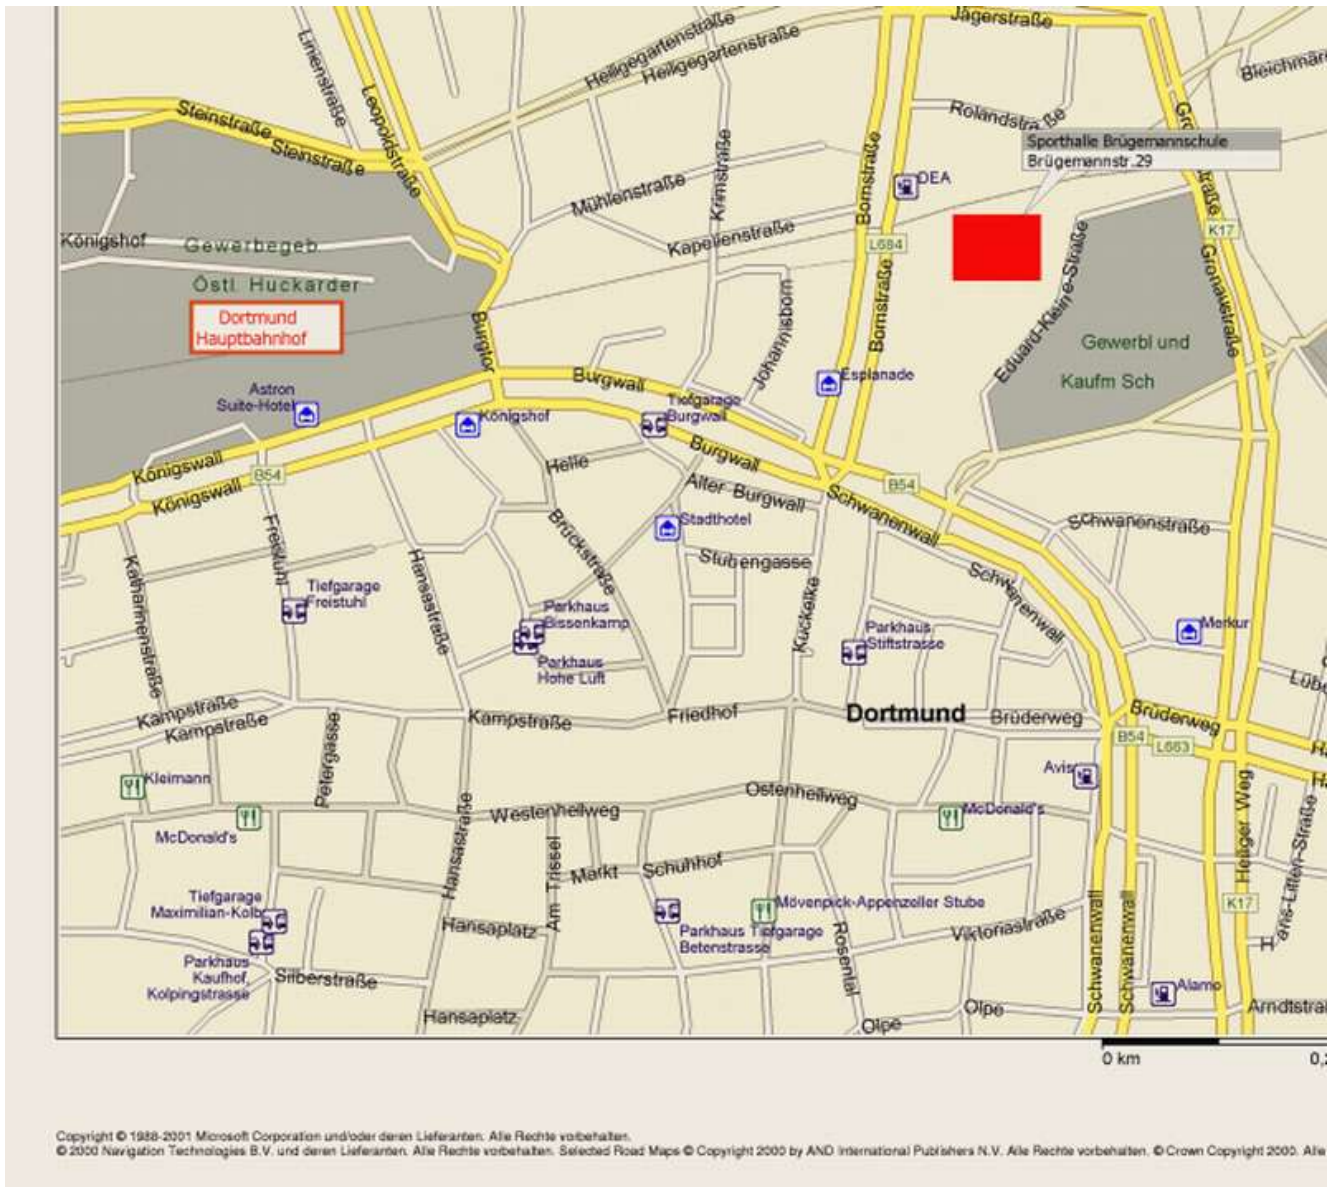 Jägerstraße
Heiligegartenstraße
Heiligegartenstraße
Linienstraße
Leopoldstraße
Steinstraße
Steinstraße
Rolandstraße
Sporthalle Brügemannschule
Brügemannstr.29
DEA
Bornstraße
Krimstraße
Mühlenstraße
Kapellenstraße
L684
K17
Königshof
Gewerbegeb
Östl. Huckarder
Dortmund
Hauptbahnhof
Burgtor
Bornstraße
Johannisborn
Eduard-Kleine-Straße
Gronaustraße
Gewerbl und
Kaufm Sch
Burgwall
Esplanade
Astron
Suite-Hotel
Königshof
Tiefgarage
Burgwall
Burgwall
Königswall
Königswall
B54
Helle
Alter Burgwall
B54
Schwanenwall
Schwanenstraße
Stadthotel
Stubengasse
Brückstraße
Freistuhl
Katharinenstraße
Hansastraße
Tiefgarage
Freistuhl
Kuckelke
Schwanenwall
Parkhaus
Bissenkamp
Parkhaus
Hohe Luft
Parkhaus
Stiftstrasse
Merkur
Kampstraße
Kampstraße
Kampstraße
Friedhof
Dortmund
Brüderweg
Brüderweg
B54
L663
Petergasse
Kleimann
Avis
McDonald's
Westenhellweg
Ostenhellweg
McDonald's
Heiliger Weg
Hansastraße
Am Trissel
Markt
Schuhhof
Tiefgarage
Maximilian-Kolb
Mövenpick-Appenzeller Stube
Parkhaus Tiefgarage
Betenstrasse
Hansaplatz
Rosental
Viktoriastraße
Schwanenwall
Schwanenwall
K17
Parkhaus
Kaufhof,
Kolpingstrasse
Silberstraße
Hansaplatz
Olpe
Olpe
Alamo
0 km
Copyright © 1988-2001 Microsoft Corporation und/oder deren Lieferanten. Alle Rechte vorbehalten.
© 2000 Navigation Technologies B.V. und deren Lieferanten. Alle Rechte vorbehalten. Selected Road Maps © Copyright 2000 by AND International Publishers N.V. Alle Rechte vorbehalten. © Crown Copyright 2000. Alle